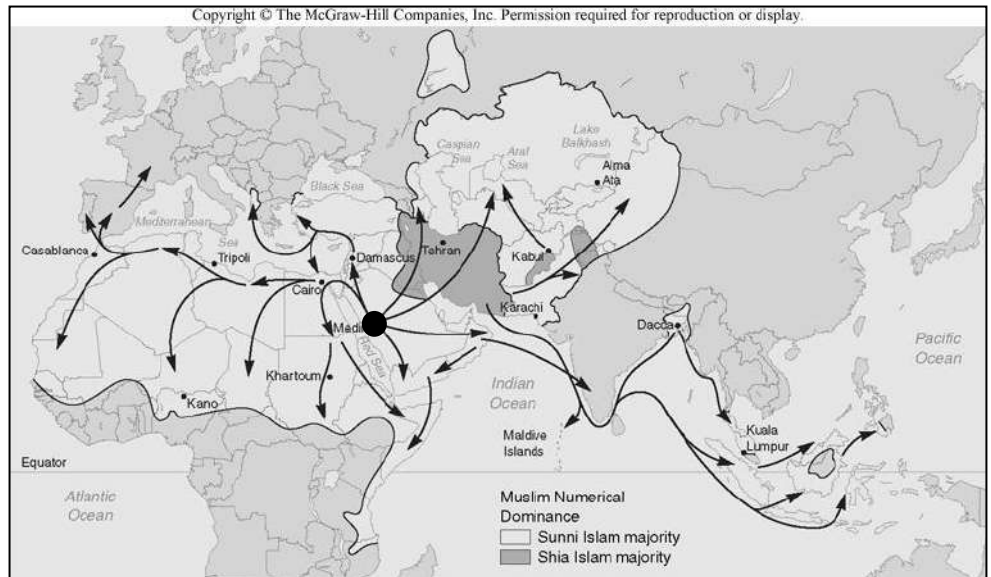 Copyright © The McGraw-Hill Companies, Inc. Permission required for reproduction or display.
Caspian
Sea
Aral
Sea
Lake
Balkhash
Alma
Ata
Black Sea
Mediterranean
Sea
Casablanca
Tripoli
Damascus
Tehran
Kabul
Cairo
Karachi
Medi
Dacca
Red Sea
Pacific
Ocean
Khartoum
Indian
Ocean
Kano
Maldive
Islands
Kuala
Lumpur
Equator
Atlantic
Ocean
Muslim Numerical
Dominance
Sunni Islam majority
Shia Islam majority